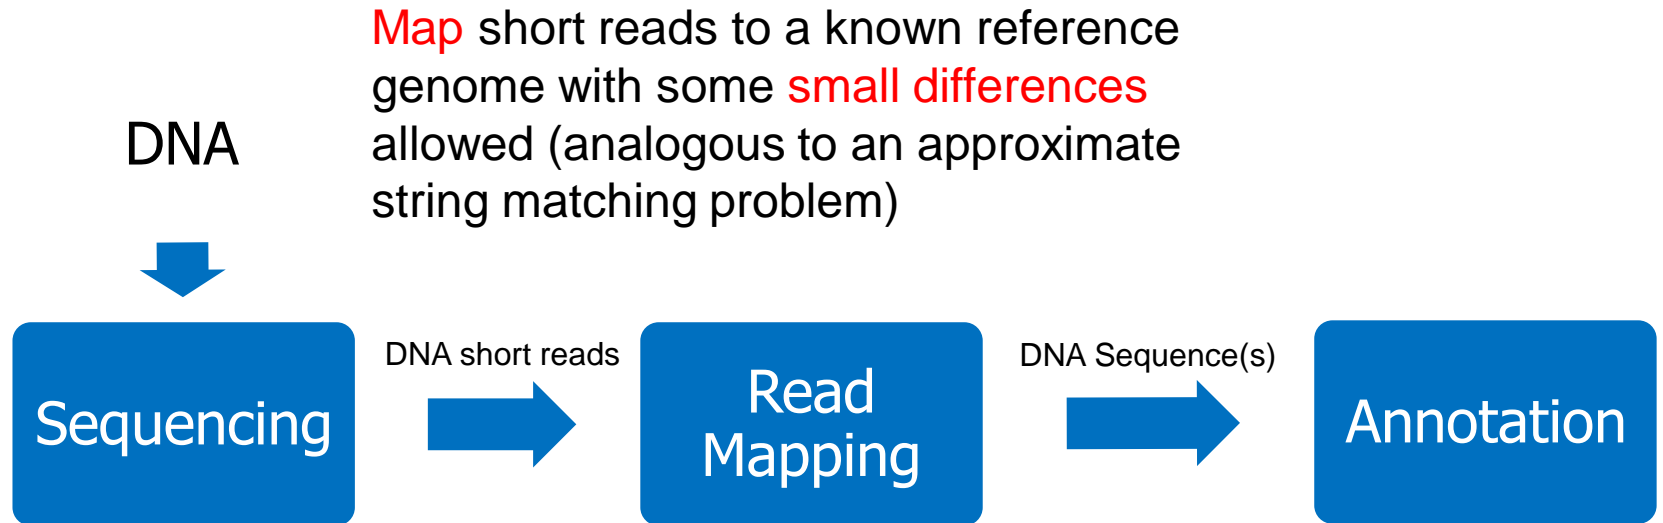 Map short reads to a known reference
genome with some small differences
allowed (analogous to an approximate
string matching problem)
DNA
Sequencing
DNA short reads
Read
Mapping
DNA Sequence(s)
Annotation